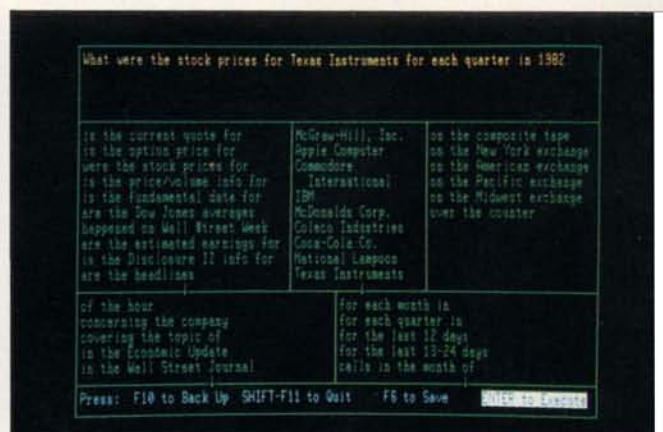 What were the stock prices for Texas Instruments for each quarter in 1982
is the current quote for
is the option price for
were the stock prices for
is the price/volume info for
is the fundamental data for
are the Dow Jones averages
happened on Wall Street Week
are the estimated earnings for
is the Disclosure II info for
are the headlines
McGraw-Hill, Inc.
Apple Computer
Commodore
International
IBM
McDonalds Corp.
Coleco Industries
Coca-Cola Co.
National Lampoon
Texas Instruments
on the composite tape
on the New York exchange
on the American exchange
on the Pacific exchange
on the Midwest exchange
over the counter
of the hour
concerning the company
covering the topic of
in the Economic Update
in the Wall Street Journal
for each month in
for each quarter in
for the last 12 days
for the last 13-24 days
calls in the month of
Press: F10 to Back Up SHIFT-F11 to Quit F6 to Save ENTER to Execute